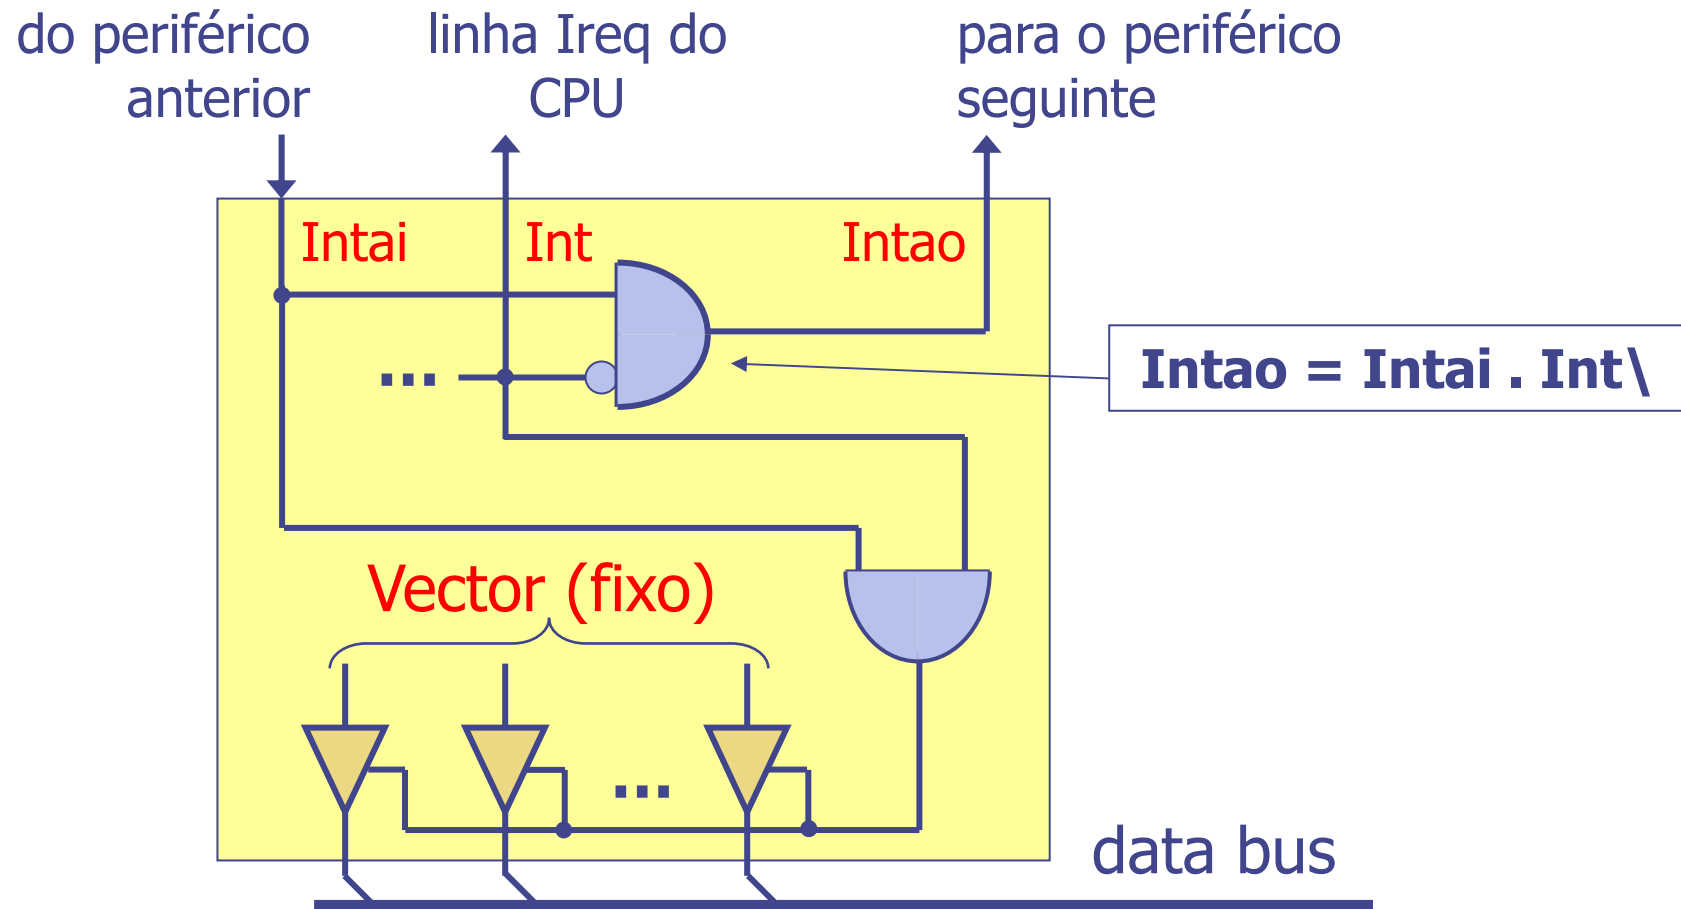 do periférico
anterior
linha Ireq do
CPU
para o periférico
seguinte
Intai
Int
Intao
...
Intao = Intai . Int\
Vector (fixo)
...
data bus